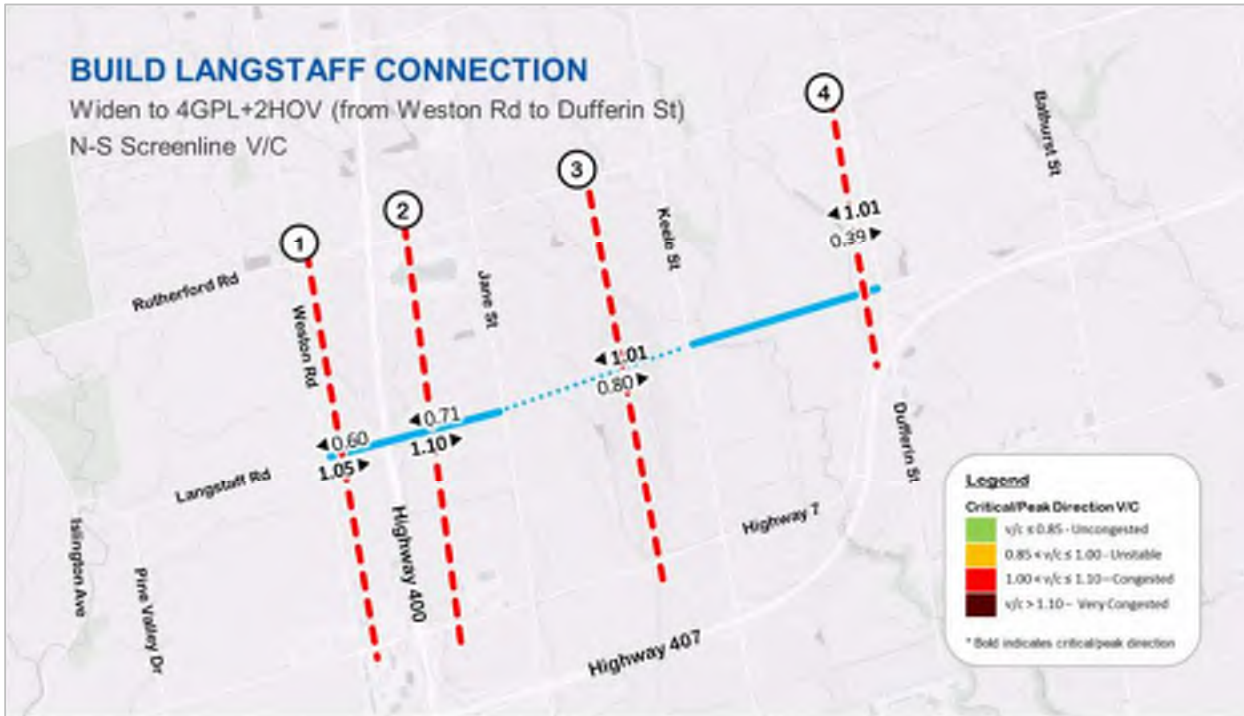 BUILD LANGSTAFF CONNECTION
Widen to 4GPL+2HOV (from Weston Rd to Dufferin St)
N-S Screenline V/C
4
Bathurst St
3
2
1
Keele St
◄1.01
0.39►
Jane St
Rutherford Rd
Weston Rd
◄1.01
0.80►
◄0.71
1.10►
◄0.60
1.05►
Langstaff Rd
Dufferin St
Islington Ave
Pine Valley Dr
Highway 400
Highway 7
Highway 407
Legend
Critical/Peak Direction V/C
v/c ≤ 0.85 - Uncongested
0.85 < v/c ≤ 1.00 - Unstable
1.00 < v/c ≤ 1.10 – Congested
v/c > 1.10 – Very Congested
* Bold indicates critical/peak direction